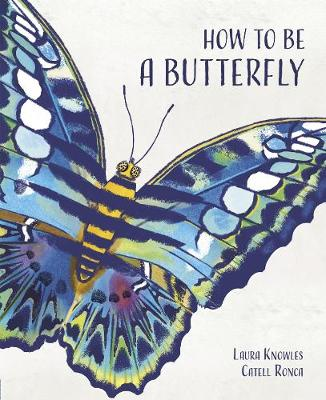 HOW TO BE
A BUTTERFLY
LAURA KNOWLES
CATELL RONCA